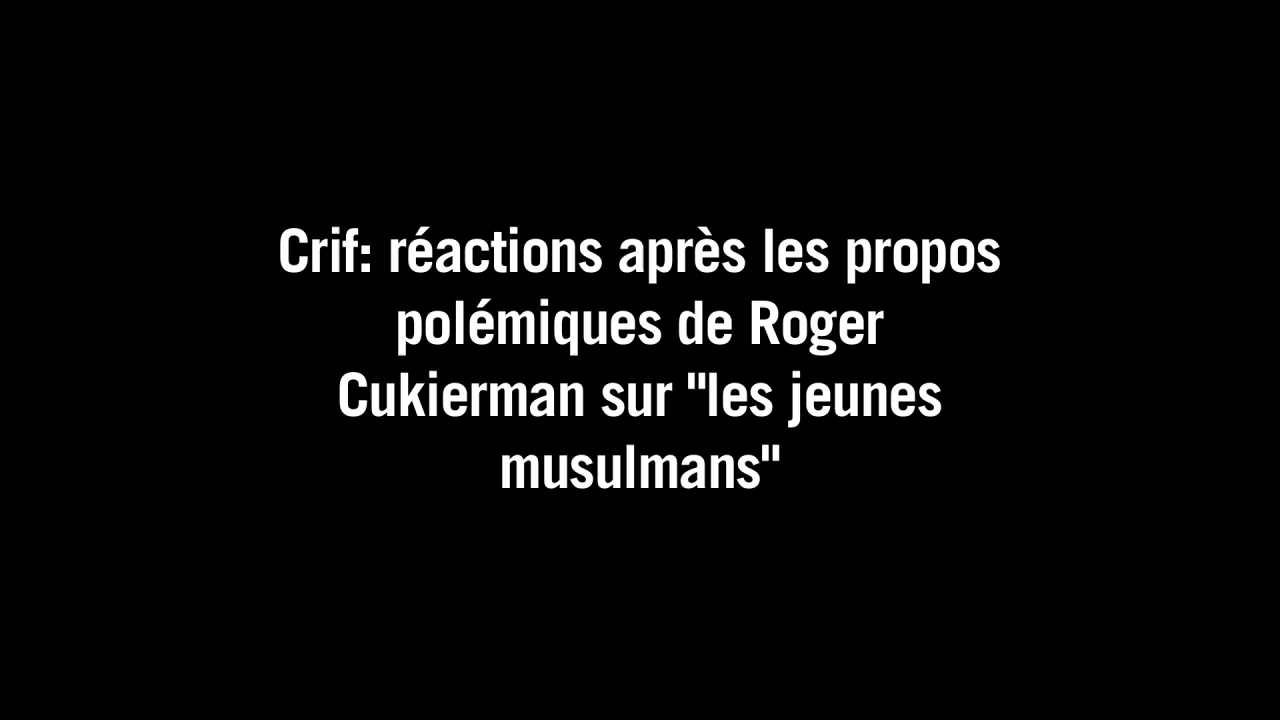 Crif: réactions après les propos
polémiques de Roger
Cukierman sur "les jeunes
musulmans"